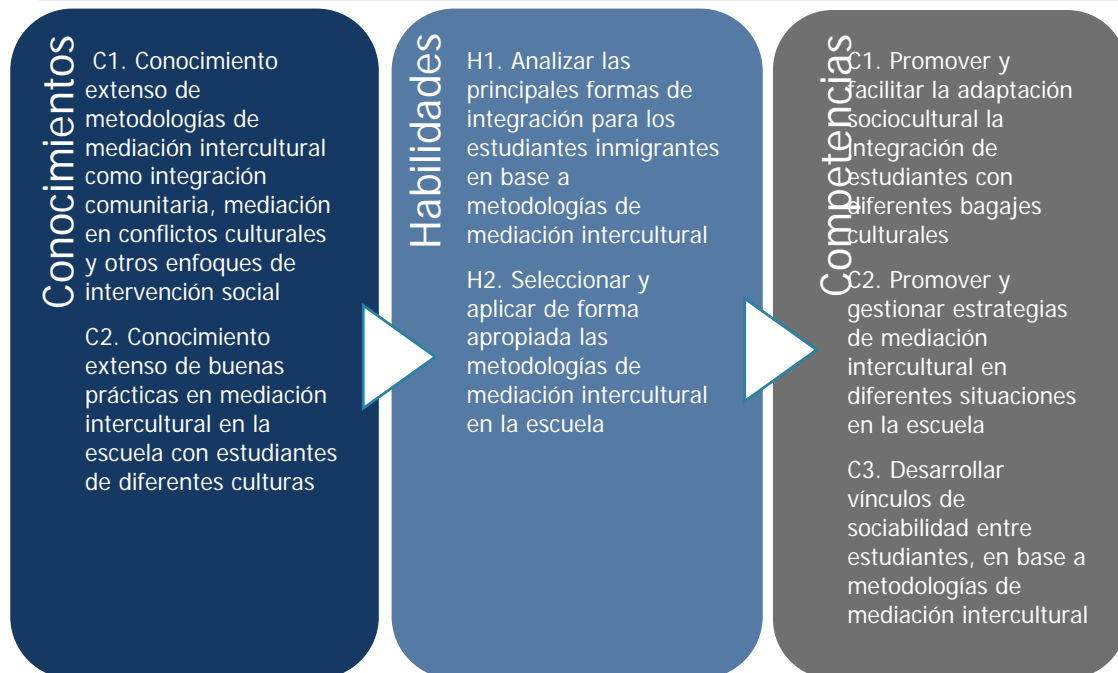 Conocimientos
C1. Conocimiento
extenso de
metodologías de
mediación intercultural
como integración
comunitaria, mediación
en conflictos culturales
y otros enfoques de
intervención social
C2. Conocimiento
extenso de buenas
prácticas en mediación
intercultural en la
escuela con estudiantes
de diferentes culturas
Habilidades
H1. Analizar las
principales formas de
integración para los
estudiantes inmigrantes
en base a
metodologías de
mediación intercultural
H2. Seleccionar y
aplicar de forma
apropiada las
metodologías de
mediación intercultural
en la escuela
Competencias
C1. Promover y
facilitar la adaptación
sociocultural la
integración de
estudiantes con
diferentes bagajes
culturales
C2. Promover y
gestionar estrategias
de mediación
intercultural en
diferentes situaciones
en la escuela
C3. Desarrollar
vínculos de
sociabilidad entre
estudiantes, en base a
metodologías de
mediación intercultural